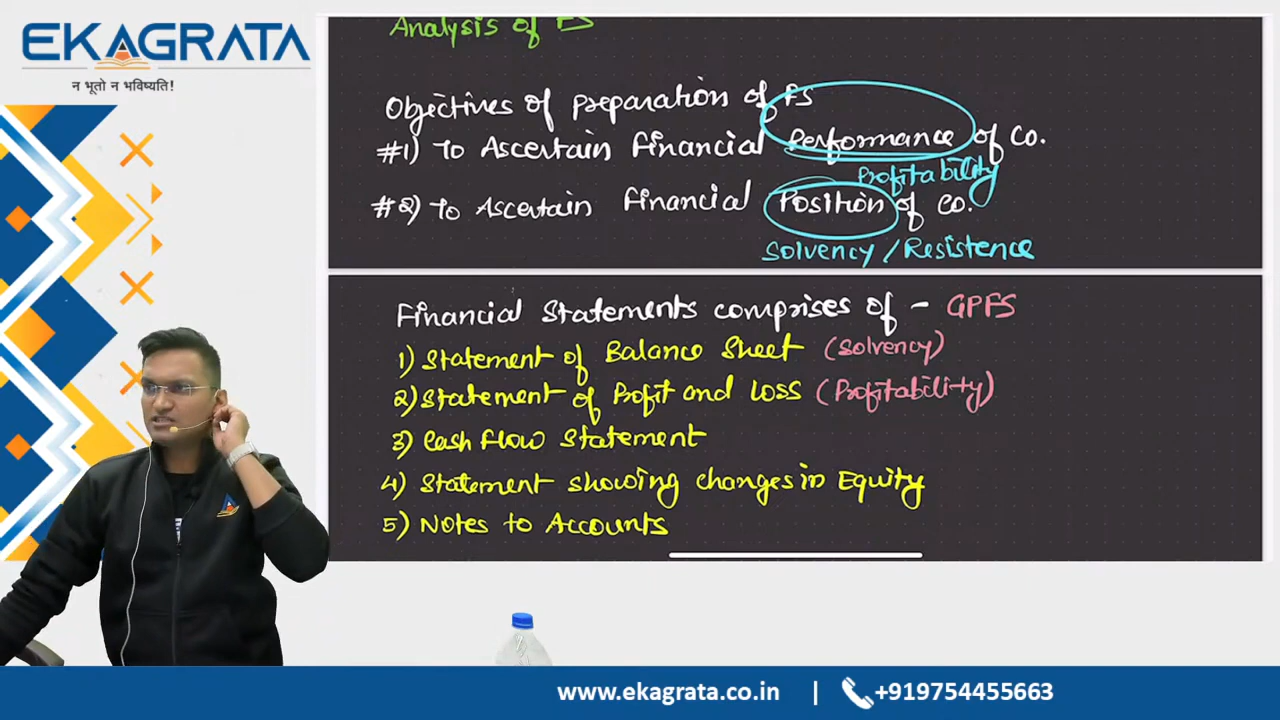 EKAGRATA
न भूतो न भविष्यति!
Analysis of FS
Objectives of preparation of FS
#1) To Ascertain Financial Performance of Co.
Profitability
#2) To Ascertain Financial Position of Co.
Solvency / Resistence
Financial Statements comprises of - GPFS
1) Statement of Balance Sheet (Solvency)
2) Statement of Profit and Loss (Profitability)
3) Cash Flow Statement
4) Statement showing changes in Equity
5) Notes to Accounts
www.ekagrata.co.in | +919754455663